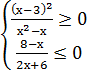 {
(x-3)²/(x²-x) ≥ 0
(8-x)/(2x+6) ≤ 0